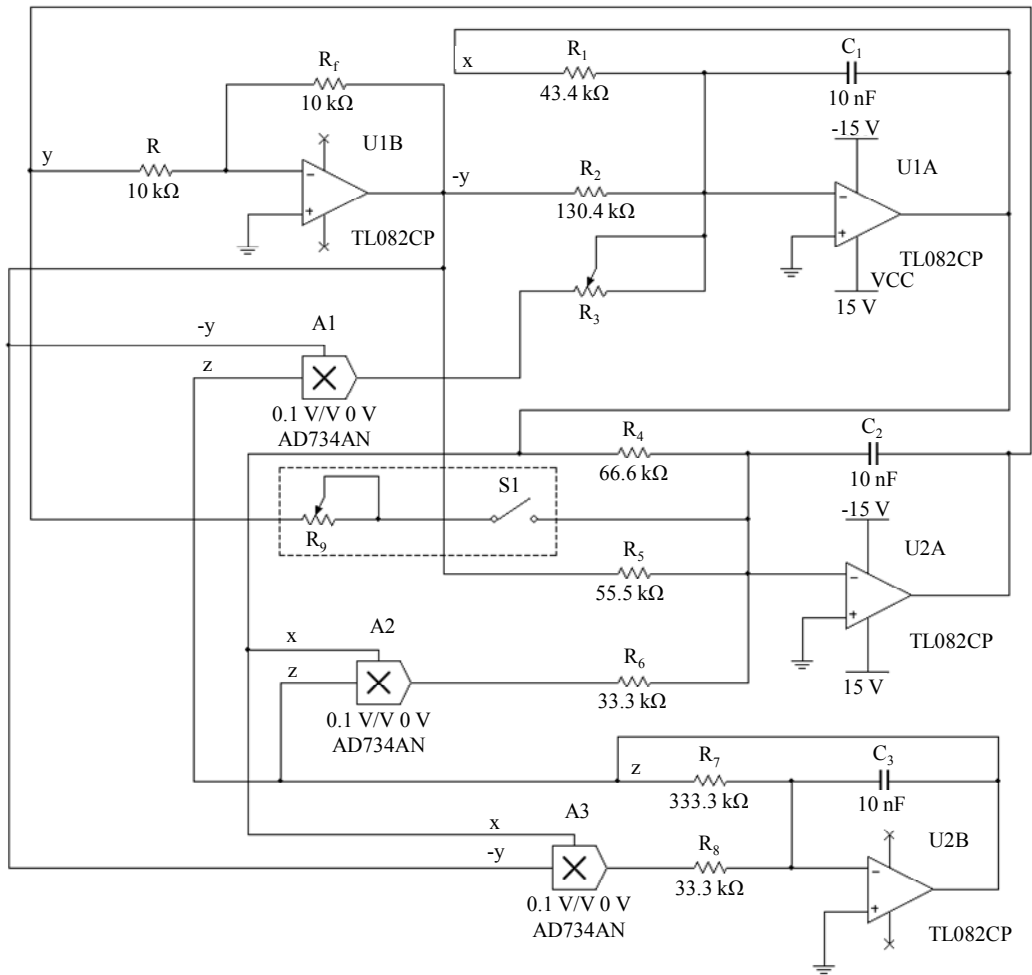 x
R1
43.4 kΩ
C1
10 nF
Rf
10 kΩ
-15 V
U1B
U1A
y
R
10 kΩ
-y
R2
130.4 kΩ
TL082CP
TL082CP
VCC
15 V
R3
A1
-y
z
0.1 V/V 0 V
AD734AN
R4
66.6 kΩ
C2
10 nF
S1
-15 V
R9
U2A
R5
55.5 kΩ
A2
x
z
TL082CP
R6
33.3 kΩ
15 V
0.1 V/V 0 V
AD734AN
z
R7
333.3 kΩ
C3
10 nF
A3
x
-y
U2B
R8
33.3 kΩ
0.1 V/V 0 V
AD734AN
TL082CP